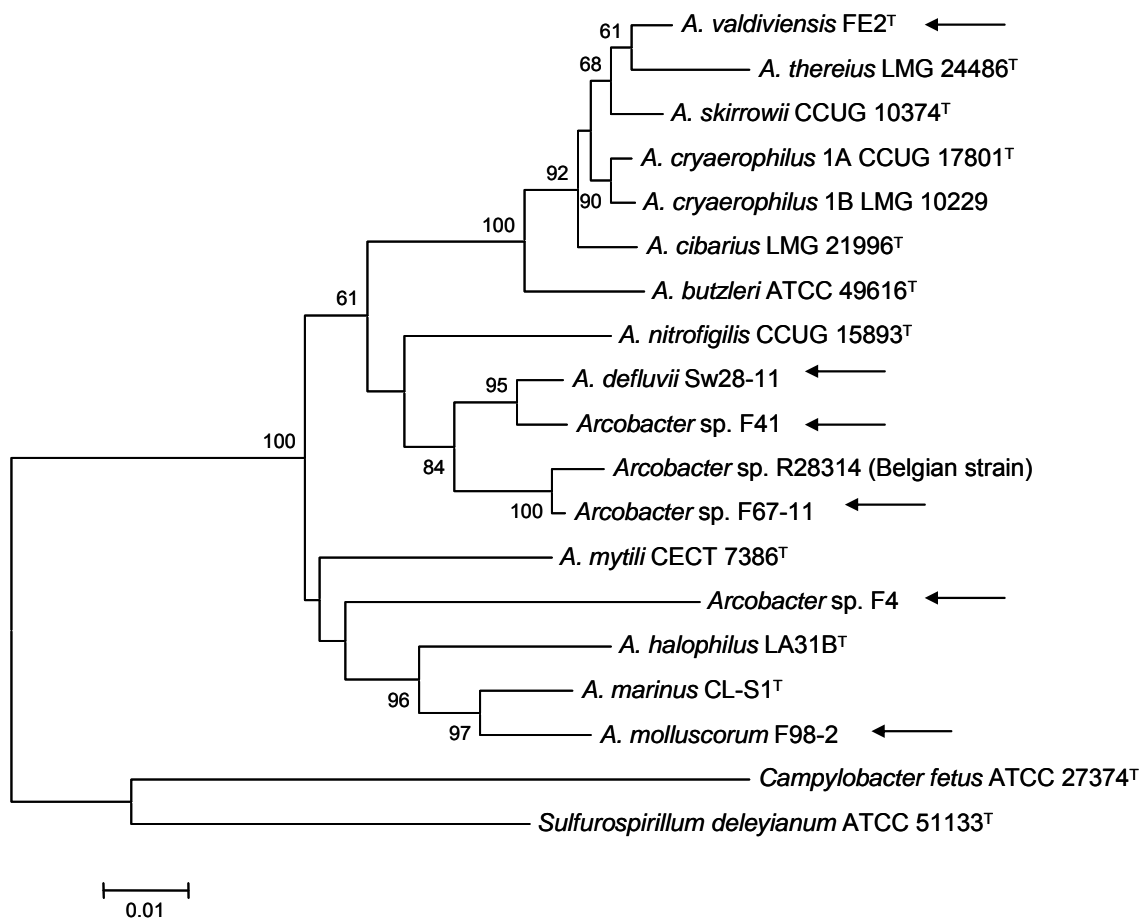 61
A. valdiviensis FE2ᵀ
A. thereius LMG 24486ᵀ
68
A. skirrowii CCUG 10374ᵀ
A. cryaerophilus 1A CCUG 17801ᵀ
92
90
A. cryaerophilus 1B LMG 10229
100
A. cibarius LMG 21996ᵀ
A. butzleri ATCC 49616ᵀ
61
A. nitrofigilis CCUG 15893ᵀ
95
A. defluvii Sw28-11
Arcobacter sp. F41
100
84
Arcobacter sp. R28314 (Belgian strain)
100
Arcobacter sp. F67-11
A. mytili CECT 7386ᵀ
Arcobacter sp. F4
A. halophilus LA31Bᵀ
96
A. marinus CL-S1ᵀ
97
A. molluscorum F98-2
Campylobacter fetus ATCC 27374ᵀ
Sulfurospirillum deleyianum ATCC 51133ᵀ
0.01